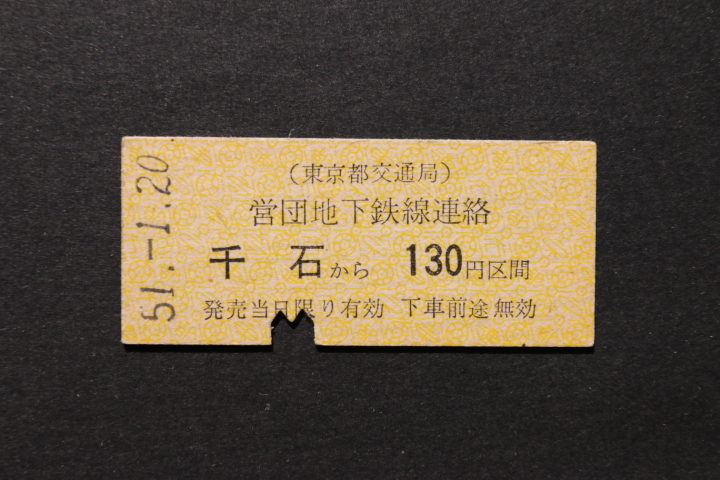 51.-1.20
(東京都交通局)
営団地下鉄線連絡
千石から 130円区間
発売当日限り有効 下車前途無効